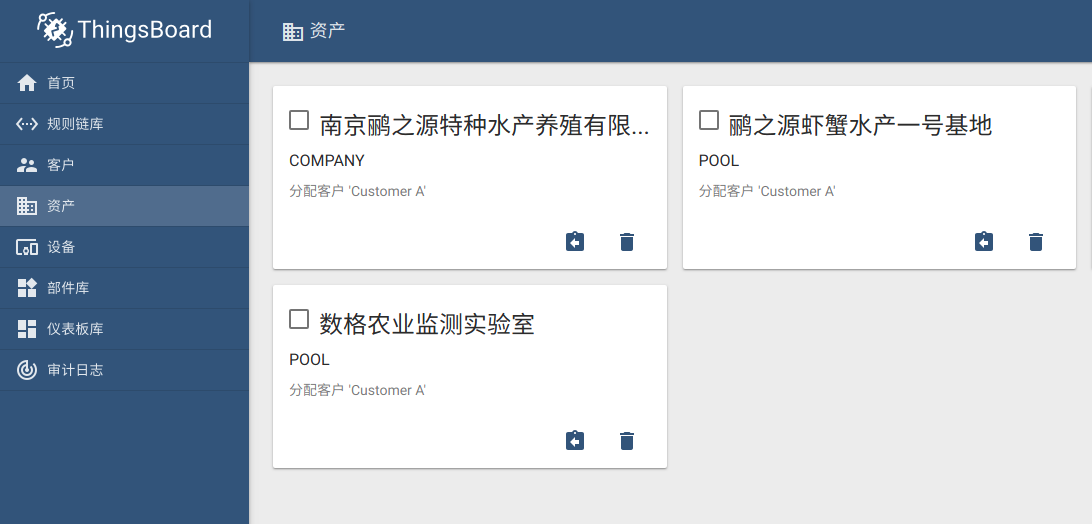 ThingsBoard
资产
首页
规则链库
客户
资产
设备
部件库
仪表板库
审计日志
南京鹂之源特种水产养殖有限...
COMPANY
分配客户 'Customer A'
鹂之源虾蟹水产一号基地
POOL
分配客户 'Customer A'
数格农业监测实验室
POOL
分配客户 'Customer A'